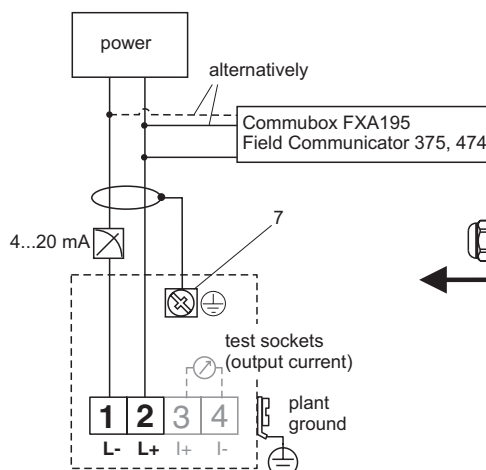 power
alternatively
Commubox FXA195
Field Communicator 375, 474
4...20 mA
7
test sockets
(output current)
1 2 3 4
L- L+ I+ I-
plant
ground